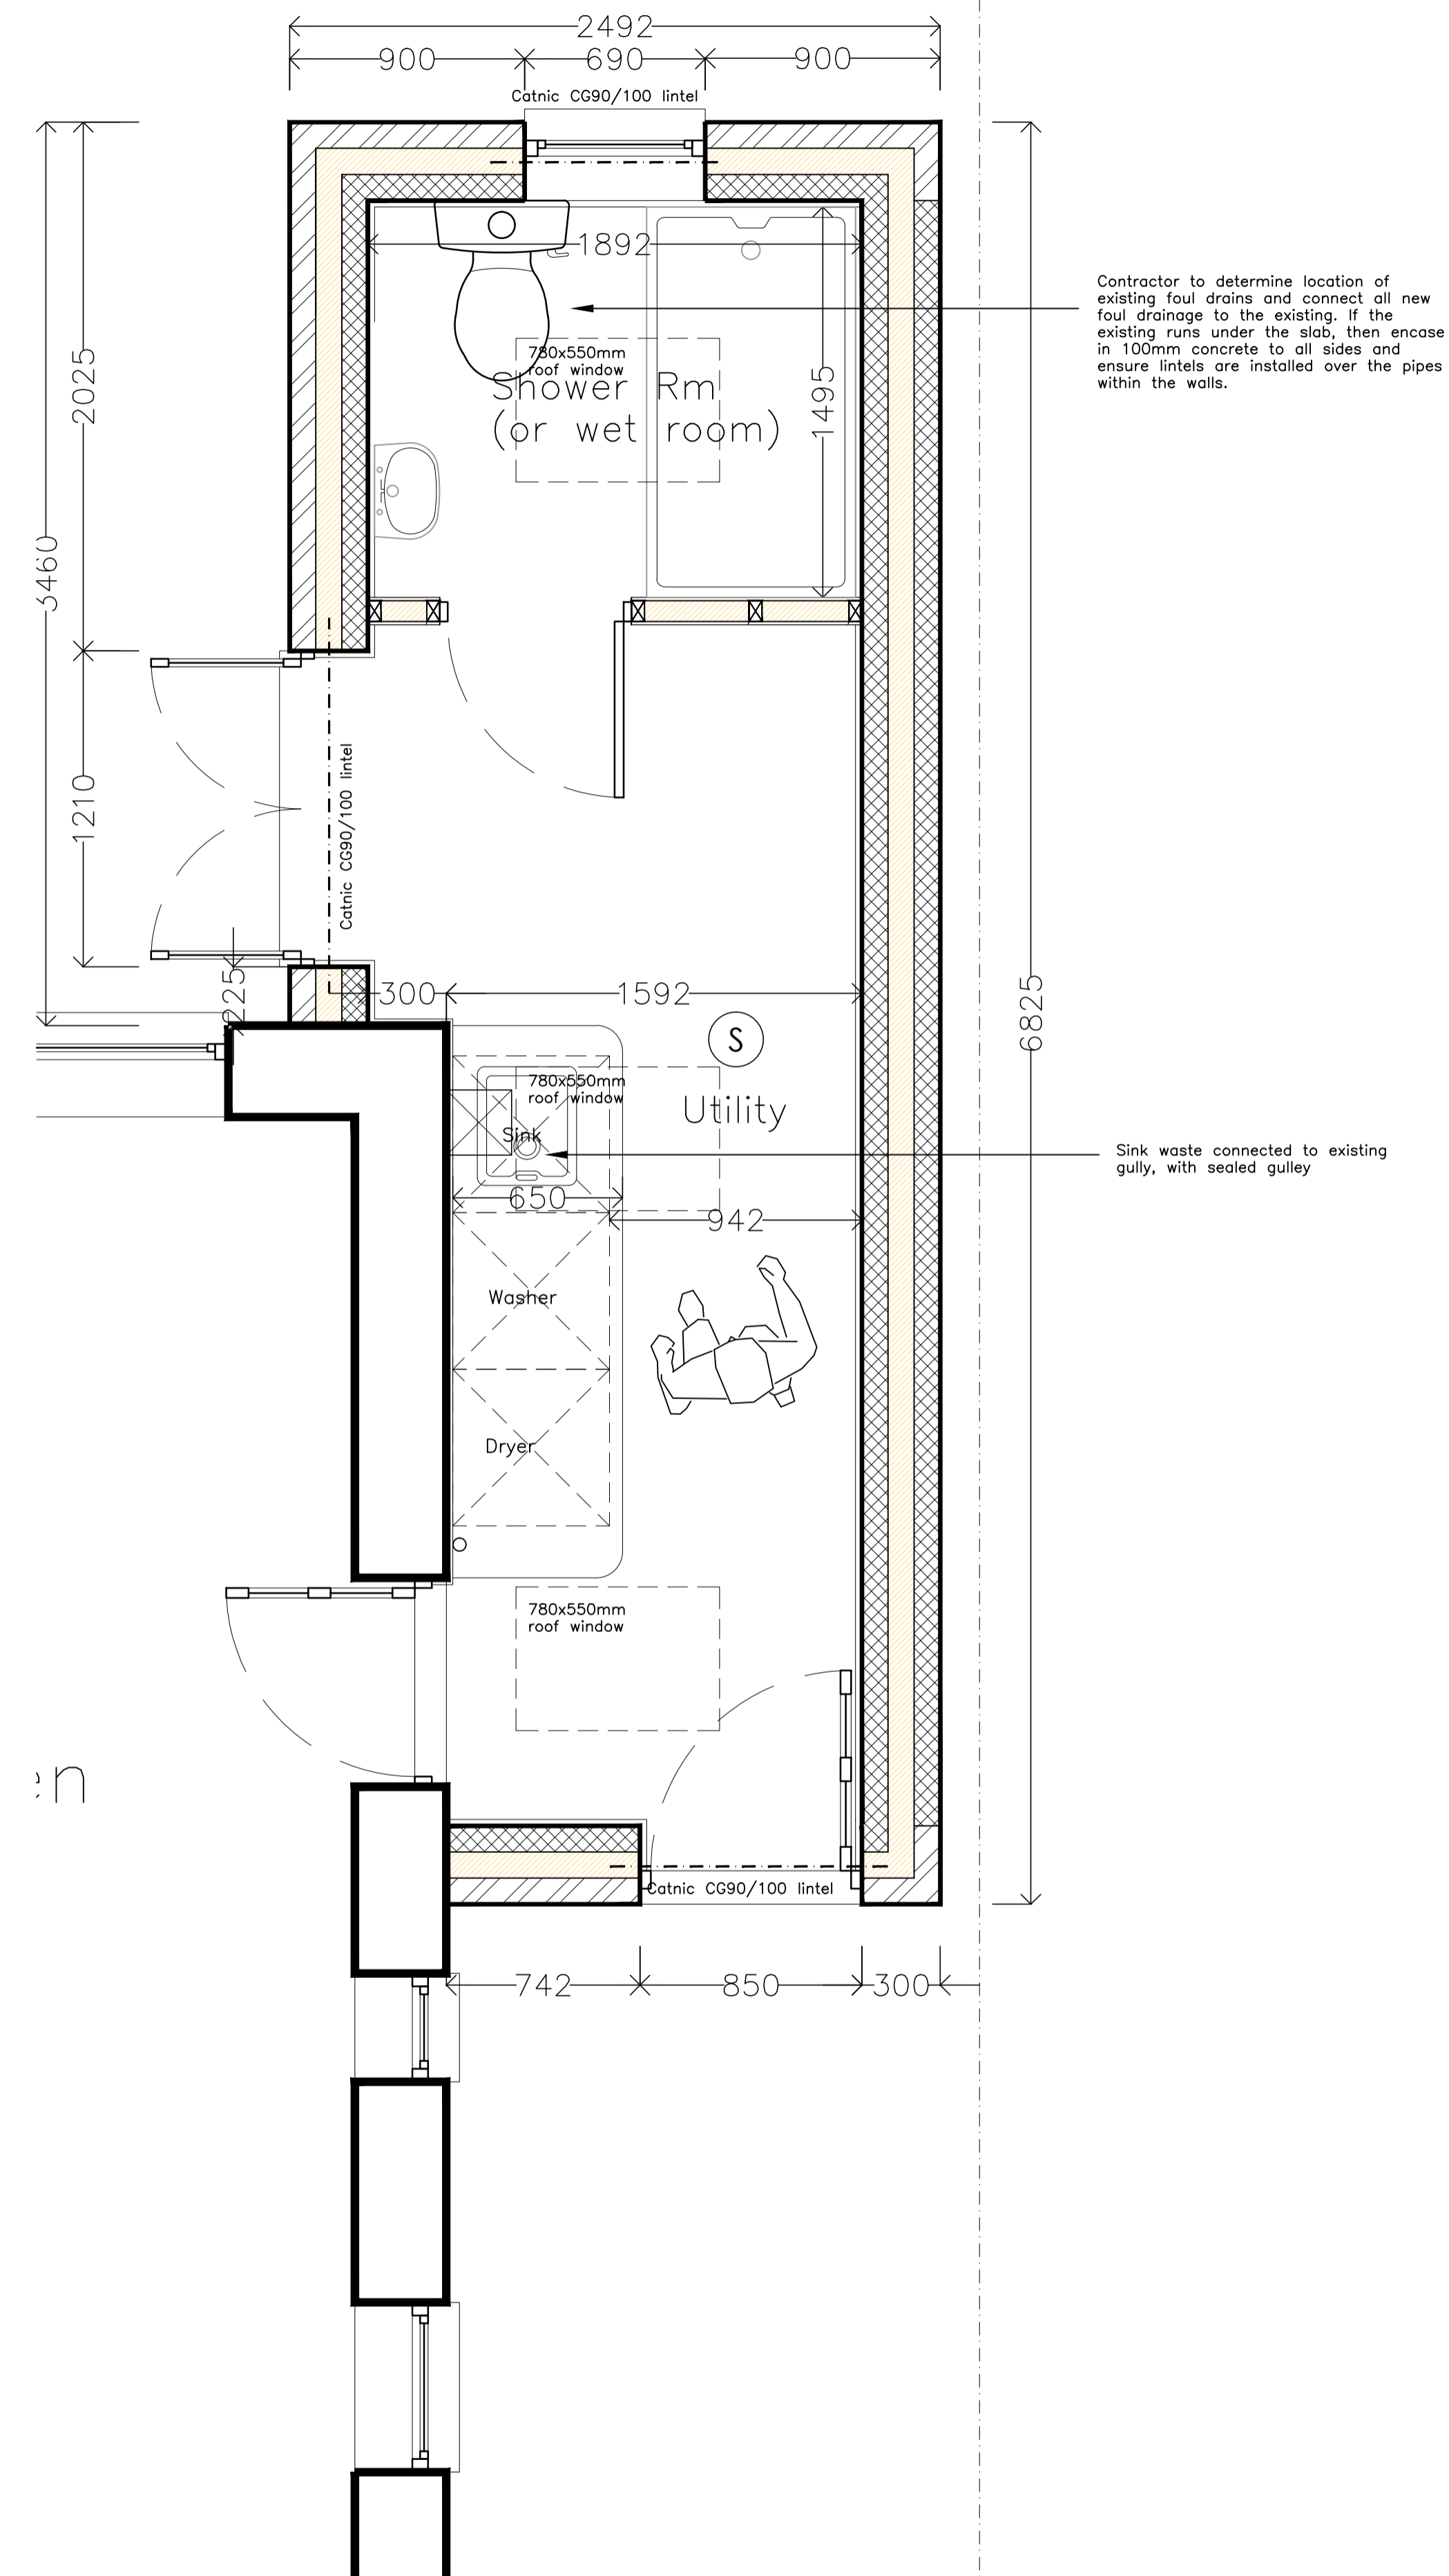 2492
900 690 900
Catnic CG90/100 lintel
1892
Contractor to determine location of
existing foul drains and connect all new
foul drainage to the existing. If the
existing runs under the slab, then encase
in 100mm concrete to all sides and
ensure lintels are installed over the pipes
within the walls.
2025
780x550mm
roof window
Shower Rm
(or wet room)
1495
3460
1210
Catnic CG90/100 lintel
225
300 1592
6825
S
780x550mm
roof window
Utility
Sink
Sink waste connected to existing
gully, with sealed gulley
650
942
Washer
Dryer
780x550mm
roof window
en
Catnic CG90/100 lintel
742 850 300